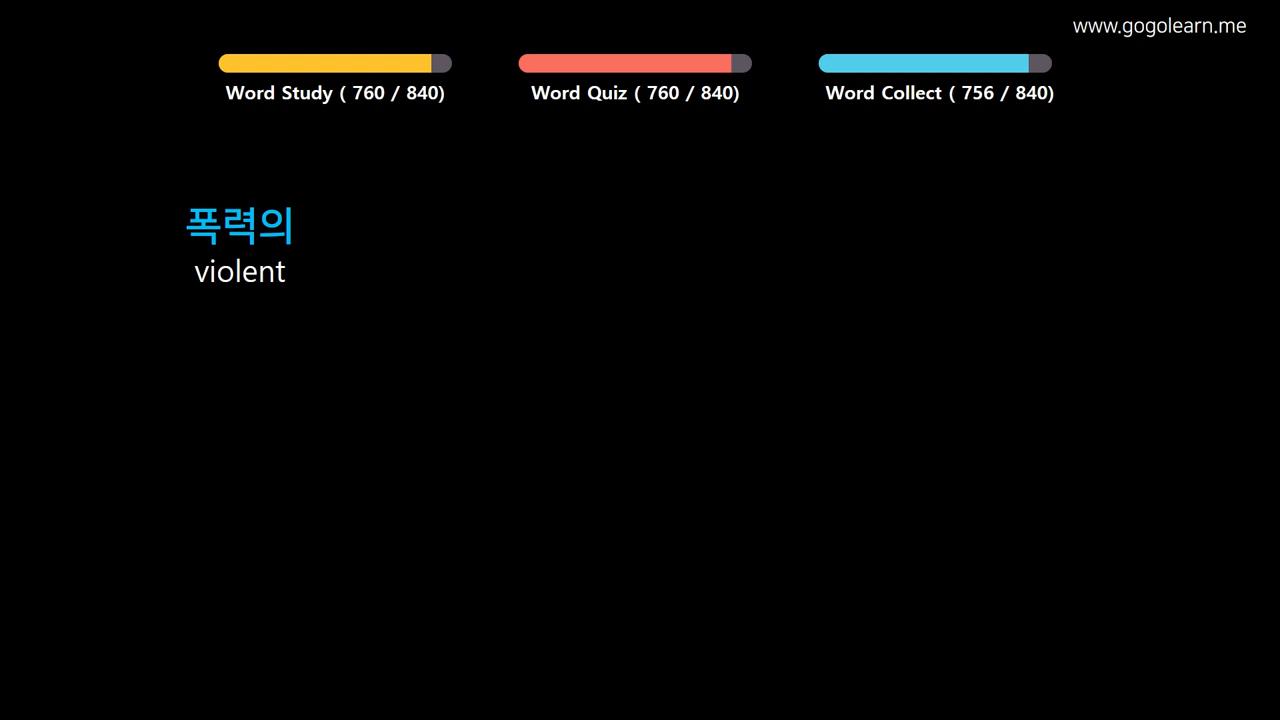 www.gogolearn.me
Word Study ( 760 / 840)
Word Quiz ( 760 / 840)
Word Collect ( 756 / 840)
폭력의
violent